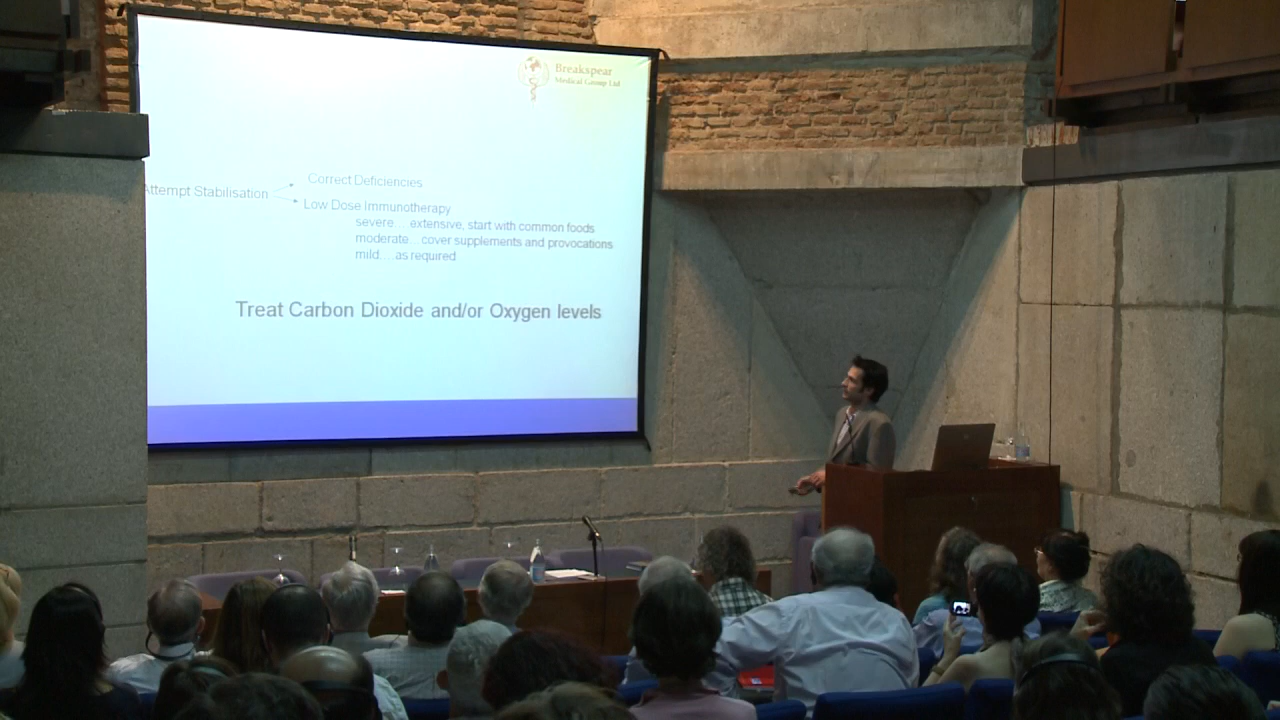 Breakspear
Medical Group Ltd
Correct Deficiencies
Attempt Stabilisation
Low Dose Immunotherapy
severe.... extensive, start with common foods
moderate...cover supplements and provocations
mild....as required
Treat Carbon Dioxide and/or Oxygen levels